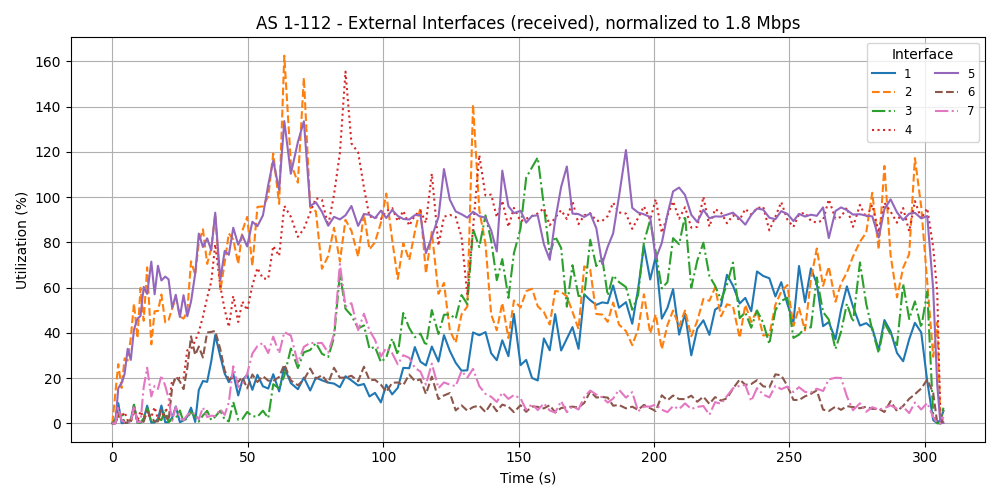 AS 1-112 - External Interfaces (received), normalized to 1.8 Mbps
Utilization (%)
160
140
120
100
80
60
40
20
0
0 50 100 150 200 250 300
Time (s)
Interface
1 5
2 6
3 7
4